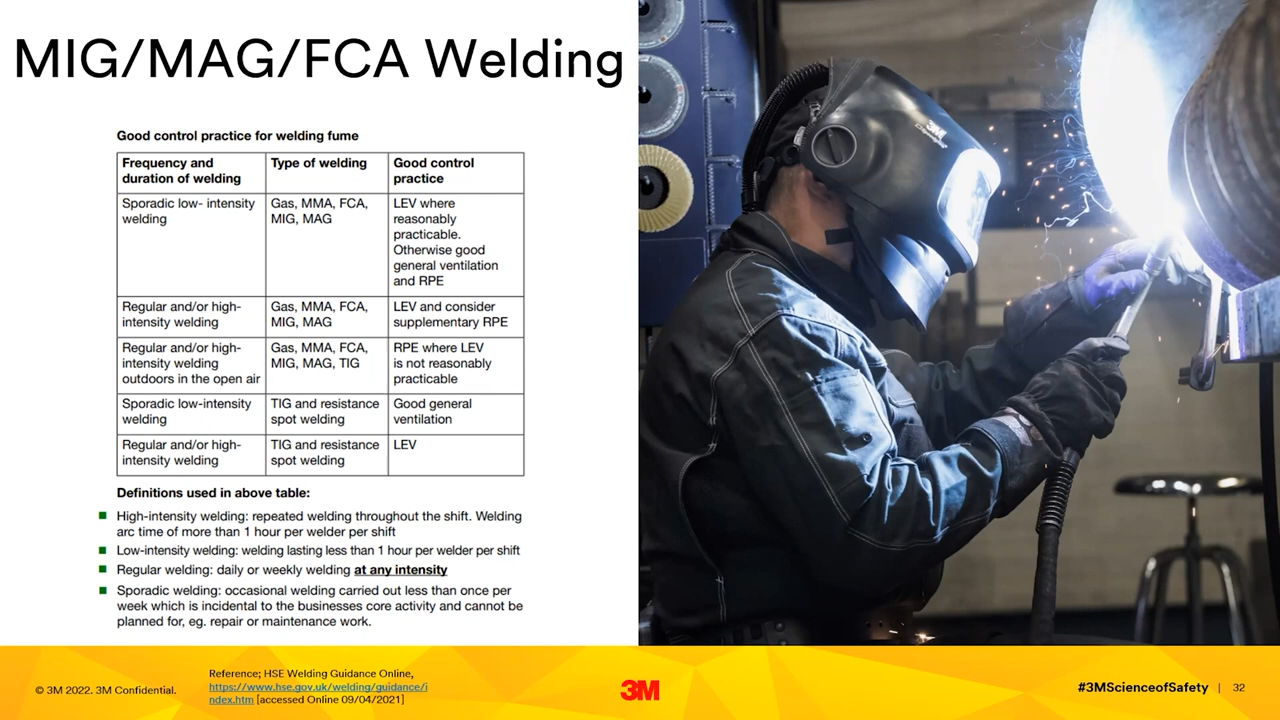 MIG/MAG/FCA Welding
Good control practice for welding fume
Frequency and
duration of welding
Type of welding
Good control
practice
Sporadic low- intensity
welding
Gas, MMA, FCA,
MIG, MAG
LEV where
reasonably
practicable.
Otherwise good
general ventilation
and RPE
Regular and/or high-
intensity welding
Gas, MMA, FCA,
MIG, MAG
LEV and consider
supplementary RPE
Regular and/or high-
intensity welding
outdoors in the open air
Gas, MMA, FCA,
MIG, MAG, TIG
RPE where LEV
is not reasonably
practicable
Sporadic low-intensity
welding
TIG and resistance
spot welding
Good general
ventilation
Regular and/or high-
intensity welding
TIG and resistance
spot welding
LEV
Definitions used in above table:
High-intensity welding: repeated welding throughout the shift. Welding
arc time of more than 1 hour per welder per shift
Low-intensity welding: welding lasting less than 1 hour per welder per shift
Regular welding: daily or weekly welding at any intensity
Sporadic welding: occasional welding carried out less than once per
week which is incidental to the businesses core activity and cannot be
planned for, eg. repair or maintenance work.
3M
© 3M 2022. 3M Confidential.
Reference; HSE Welding Guidance Online,
https://www.hse.gov.uk/welding/guidance/i
ndex.htm [accessed Online 09/04/2021]
3M
#3MScienceofSafety | 32